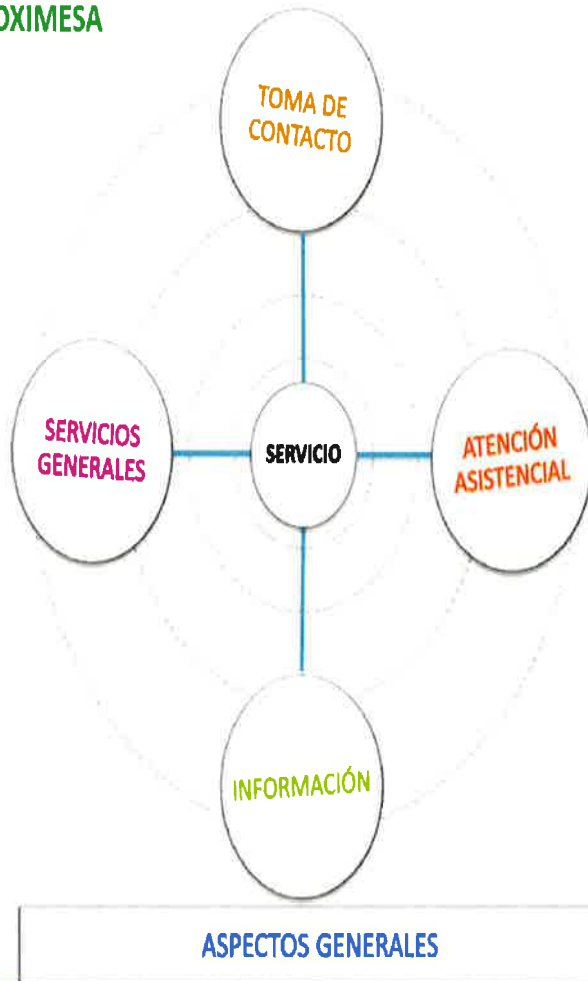 OXIMESA
TOMA DE
CONTACTO
SERVICIOS
GENERALES
SERVICIO
ATENCIÓN
ASISTENCIAL
INFORMACIÓN
ASPECTOS GENERALES